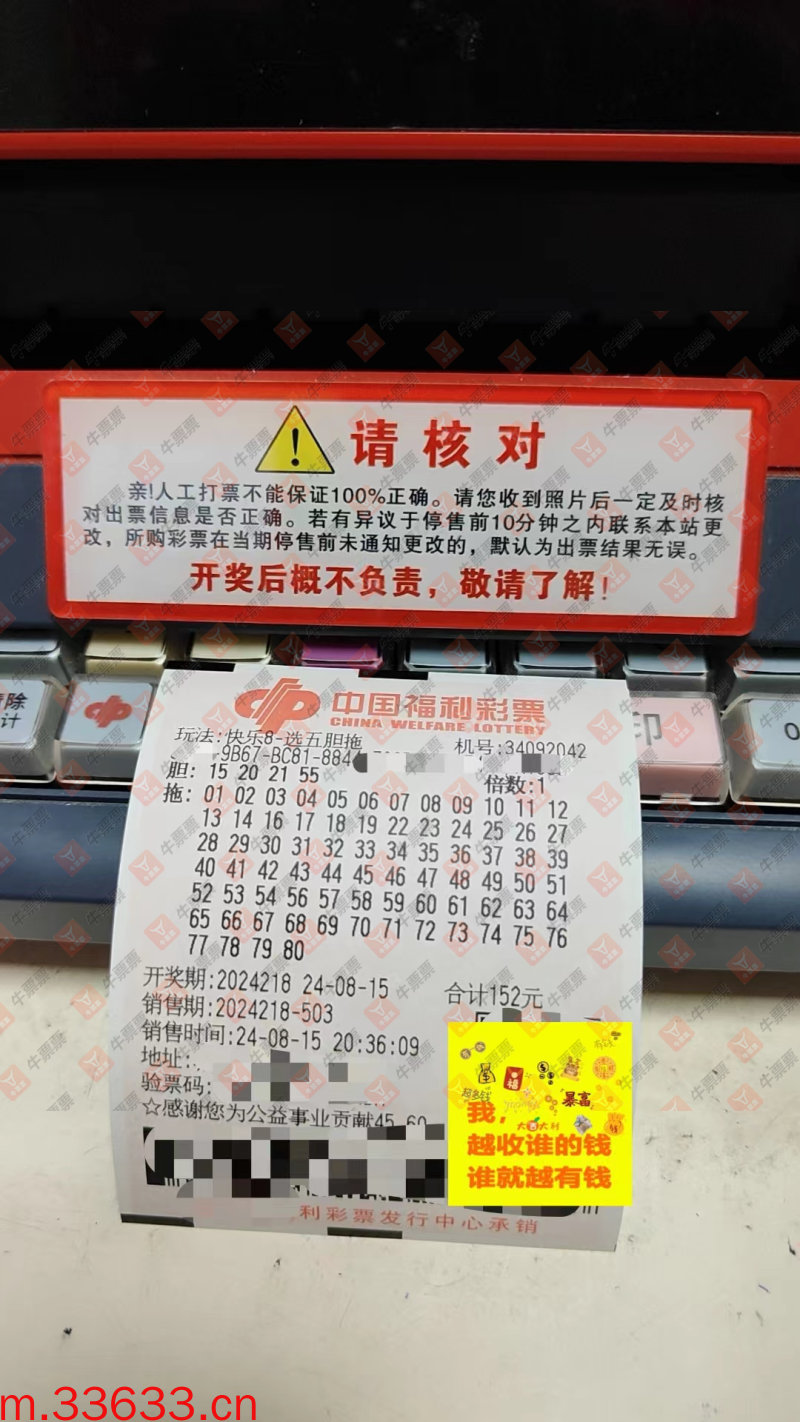 请核对
亲!人工打票不能保证100%正确。请您收到照片后一定及时核
对出票信息是否正确。若有异议于停售前10分钟之内联系本站更
改，所购彩票在当期停售前未通知更改的，默认为出票结果无误。
开奖后概不负责，敬请了解！
清除
计
印
0
中国福利彩票
CHINA WELFARE LOTTERY
玩法:快乐8-选五胆拖 机号:34092042
9B67-BC81-884
胆: 15 20 21 55 倍数:1
拖: 01 02 03 04 05 06 07 08 09 10 11 12
13 14 16 17 18 19 22 23 24 25 26 27
28 29 30 31 32 33 34 35 36 37 38 39
40 41 42 43 44 45 46 47 48 49 50 51
52 53 54 56 57 58 59 60 61 62 63 64
65 66 67 68 69 70 71 72 73 74 75 76
77 78 79 80
开奖期:2024218 24-08-15 合计152元
销售期:2024218-503
销售时间:24-08-15 20:36:09
地址:
验票码:
☆感谢您为公益事业贡献45.60
福
暴富
大吉大利
我，
越收谁的钱
谁就越有钱
利彩票发行中心承销
牛票票
m.33633.cn